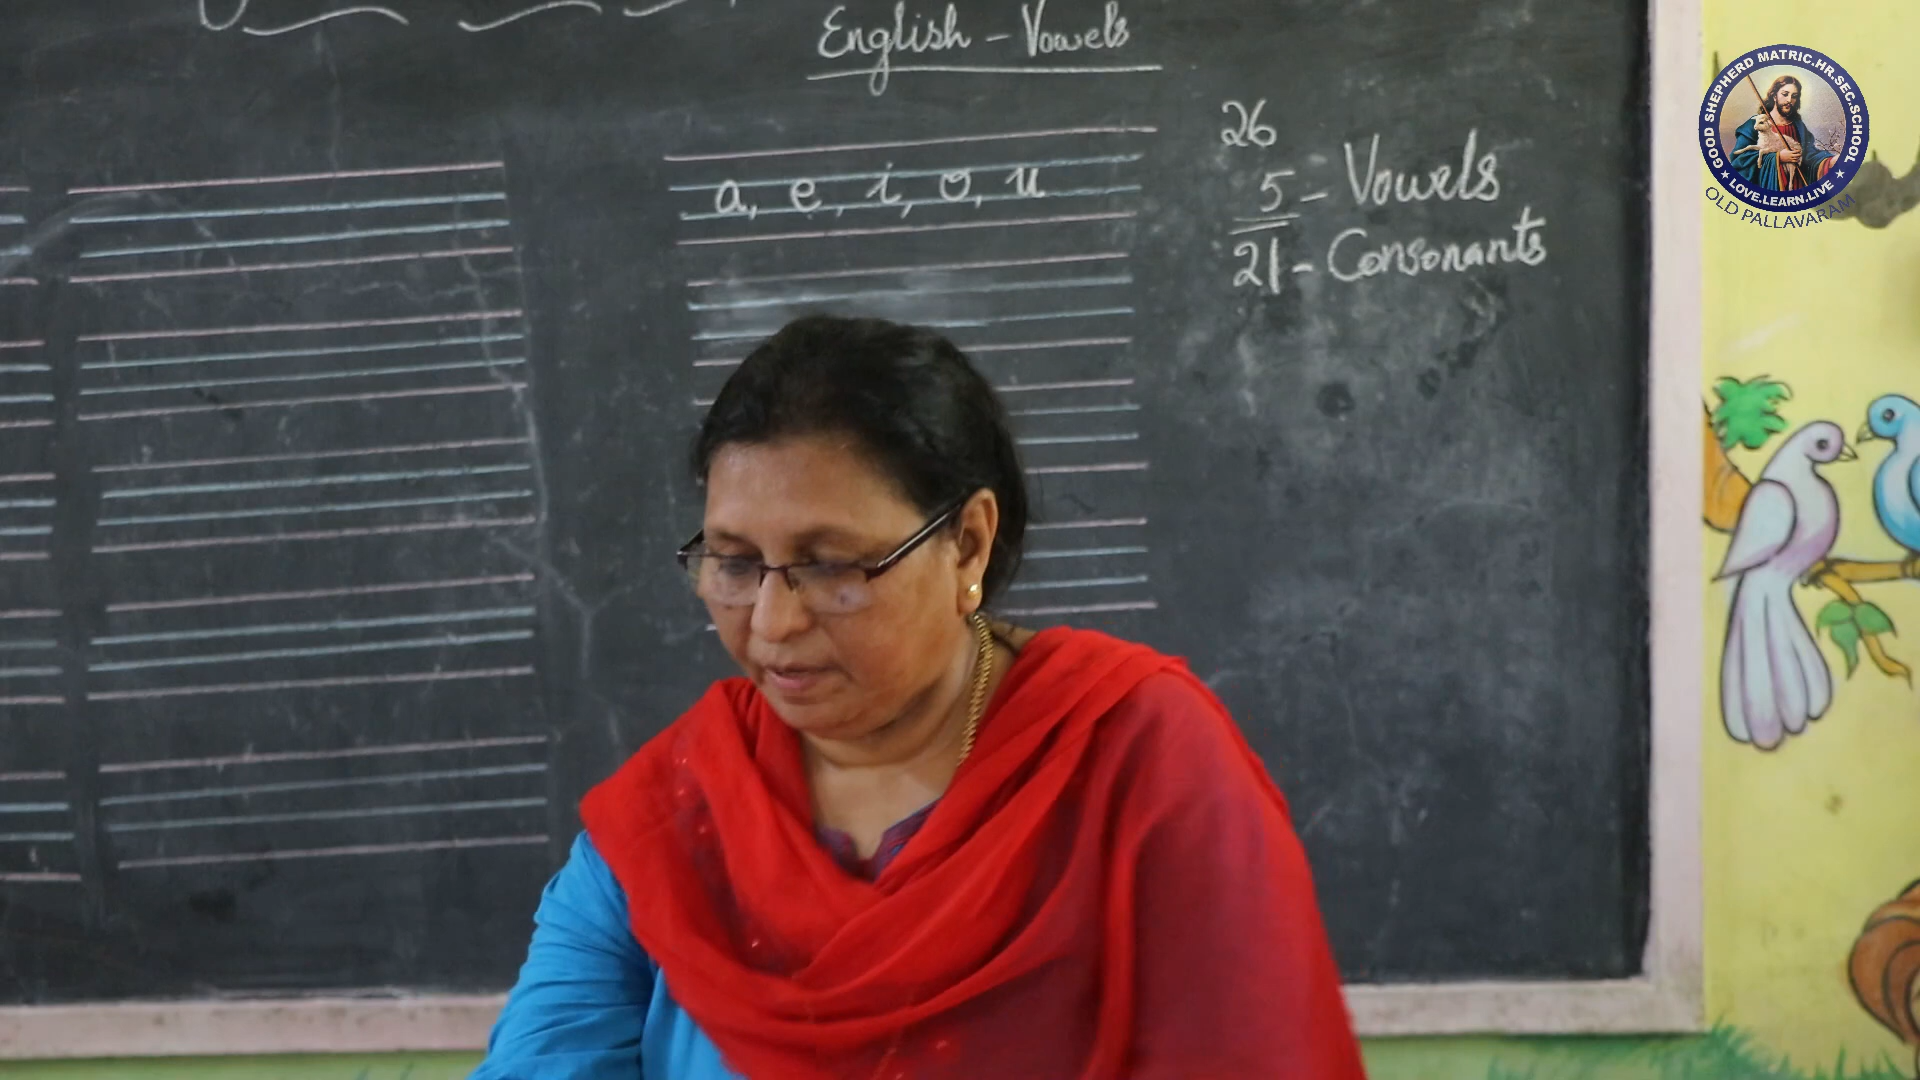 English - Vowels
a, e, i, o, u
26
5 - Vowels
21 - Consonants
GOOD SHEPHERD MATRIC.HR.SEC.SCHOOL
LOVE.LEARN.LIVE
OLD PALLAVARAM